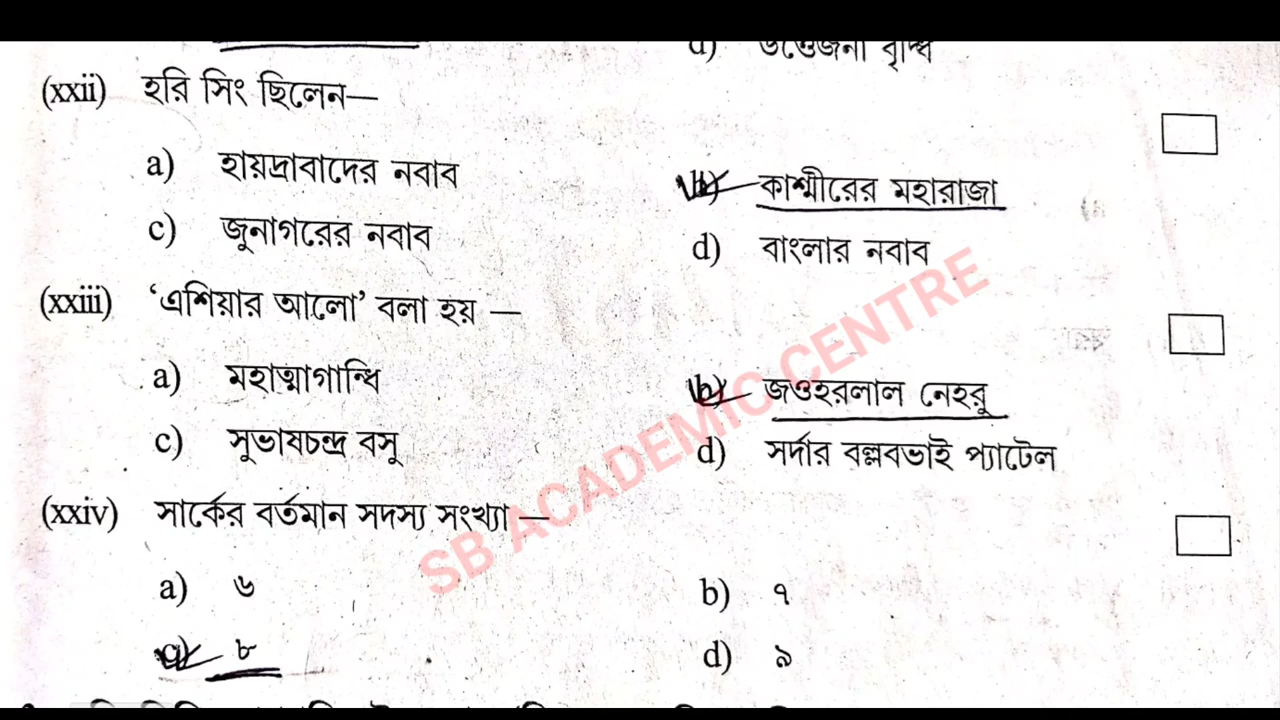 d) উত্তেজনা বৃদ্ধি
(xxii) হরি সিং ছিলেন—
a) হায়দ্রাবাদের নবাব b) কাশ্মীরের মহারাজা
c) জুনাগরের নবাব d) বাংলার নবাব
(xxiii) ‘এশিয়ার আলো’ বলা হয় —
a) মহাত্মাগান্ধি b) জওহরলাল নেহরু
c) সুভাষচন্দ্র বসু d) সর্দার বল্লবভাই প্যাটেল
(xxiv) সার্কের বর্তমান সদস্য সংখ্যা —
a) ৬ b) ৭
c) ৮ d) ৯
SB ACADEMIC CENTRE